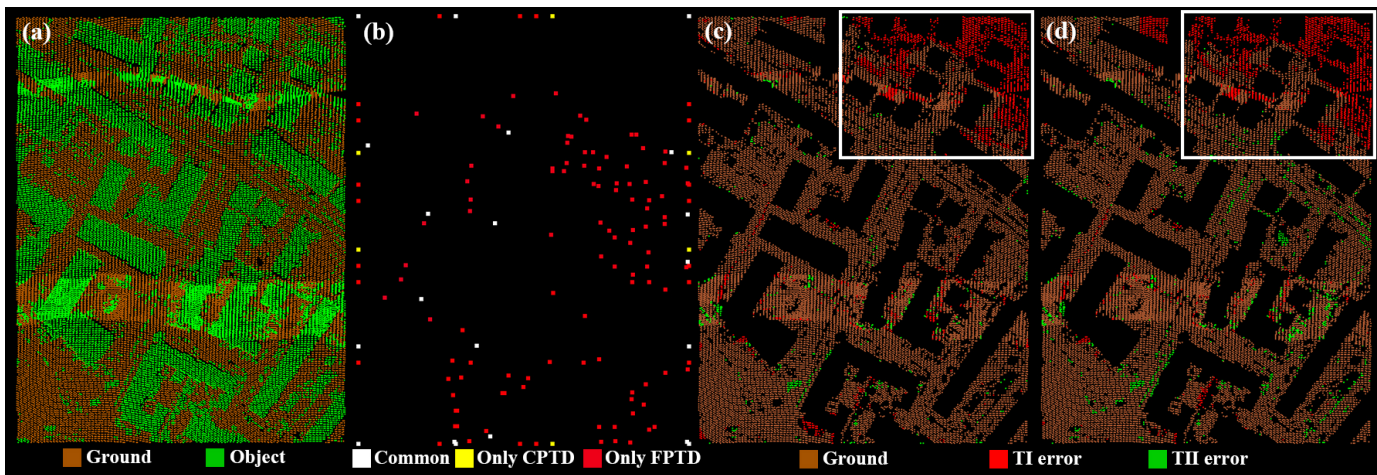 (a) (b) (c) (d)
Ground Object Common Only CPTD Only FPTD Ground TI error TII error